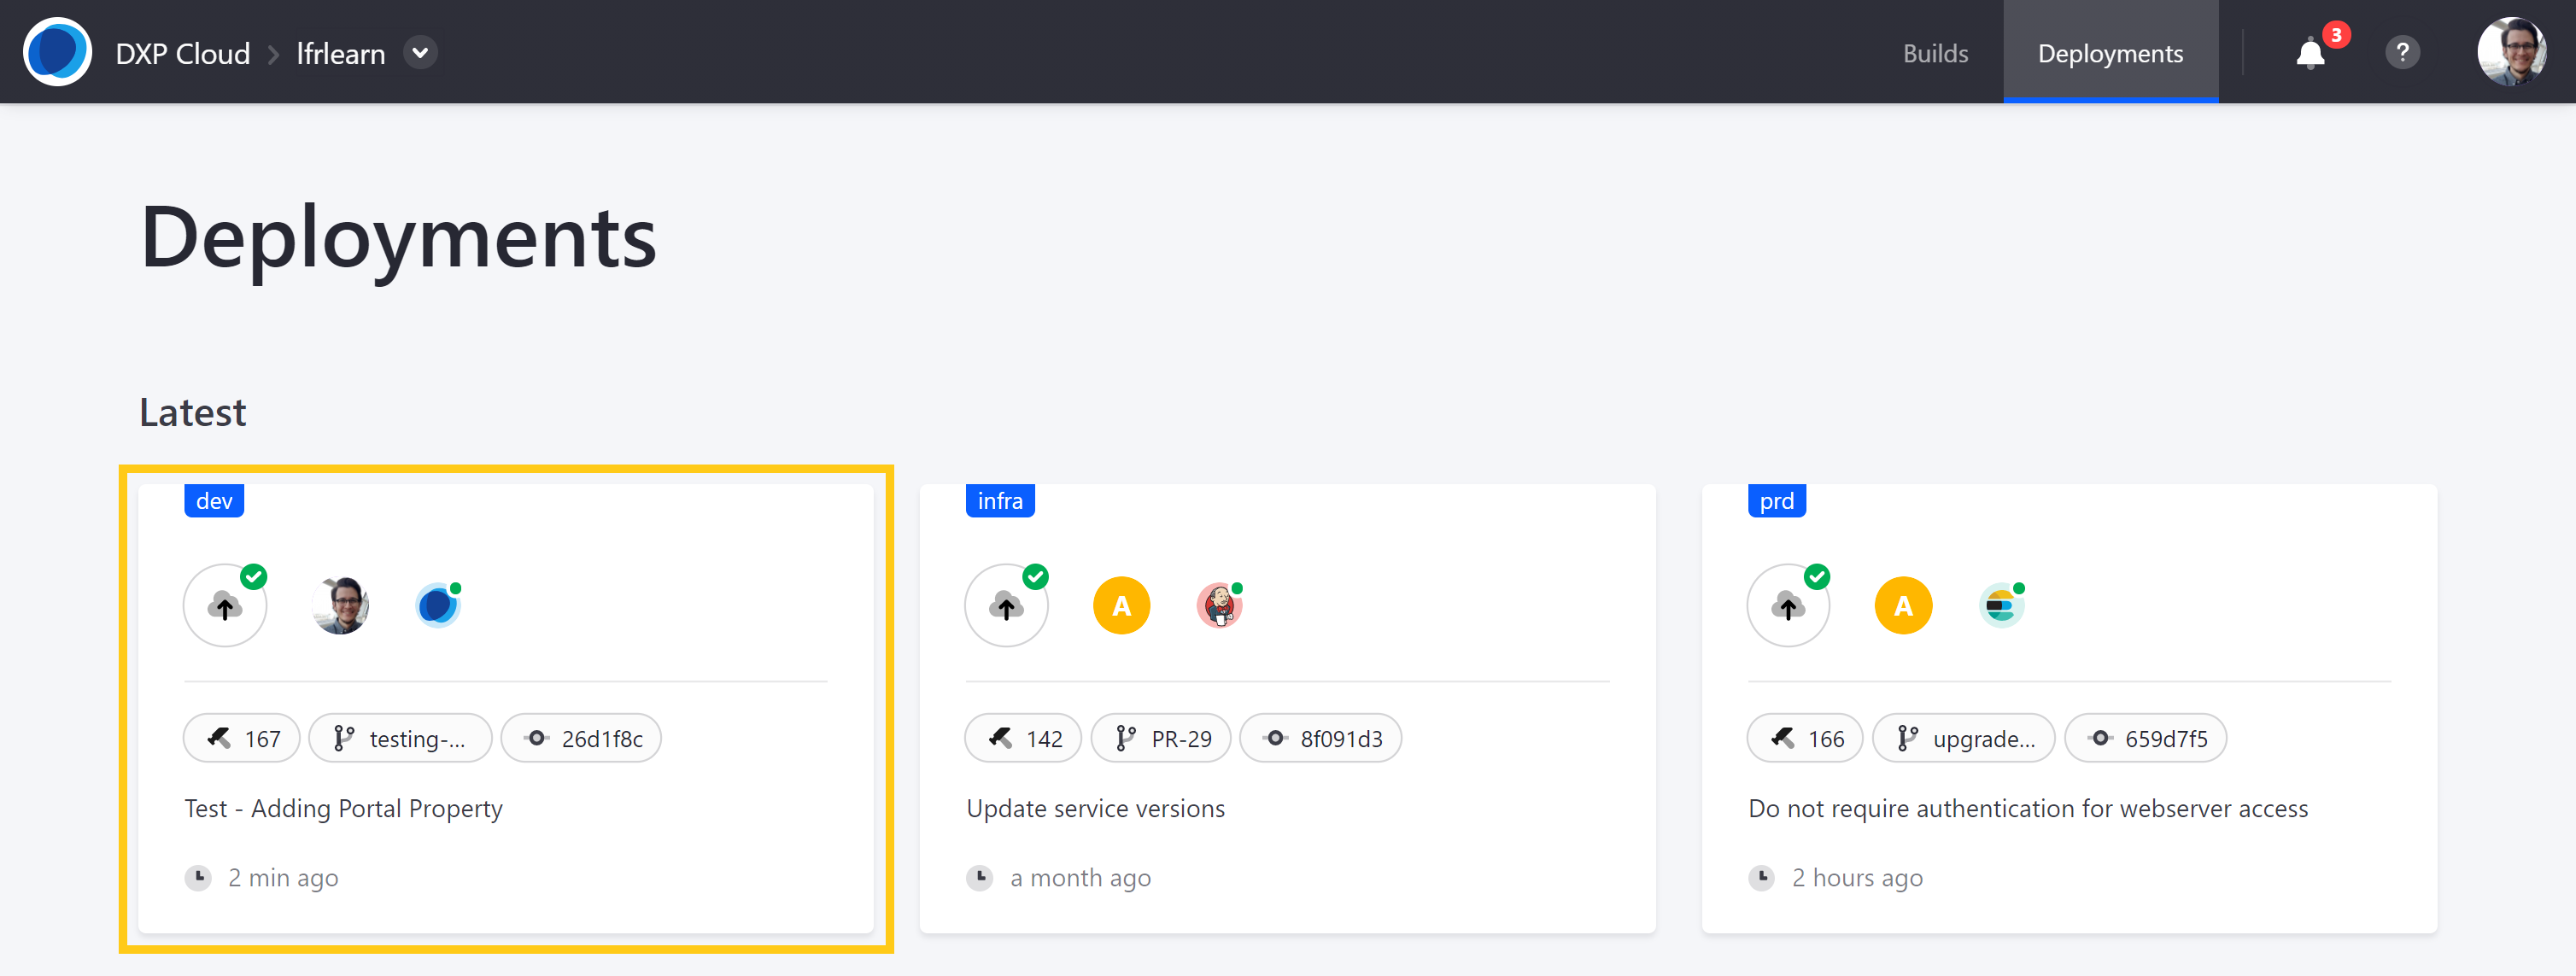 DXP Cloud > lfrlearn
Builds
Deployments
3
?
Deployments
Latest
dev
167 testing-...  26d1f8c
Test - Adding Portal Property
2 min ago
infra
A
142 PR-29 8f091d3
Update service versions
a month ago
prd
A
166 upgrade... 659d7f5
Do not require authentication for webserver access
2 hours ago